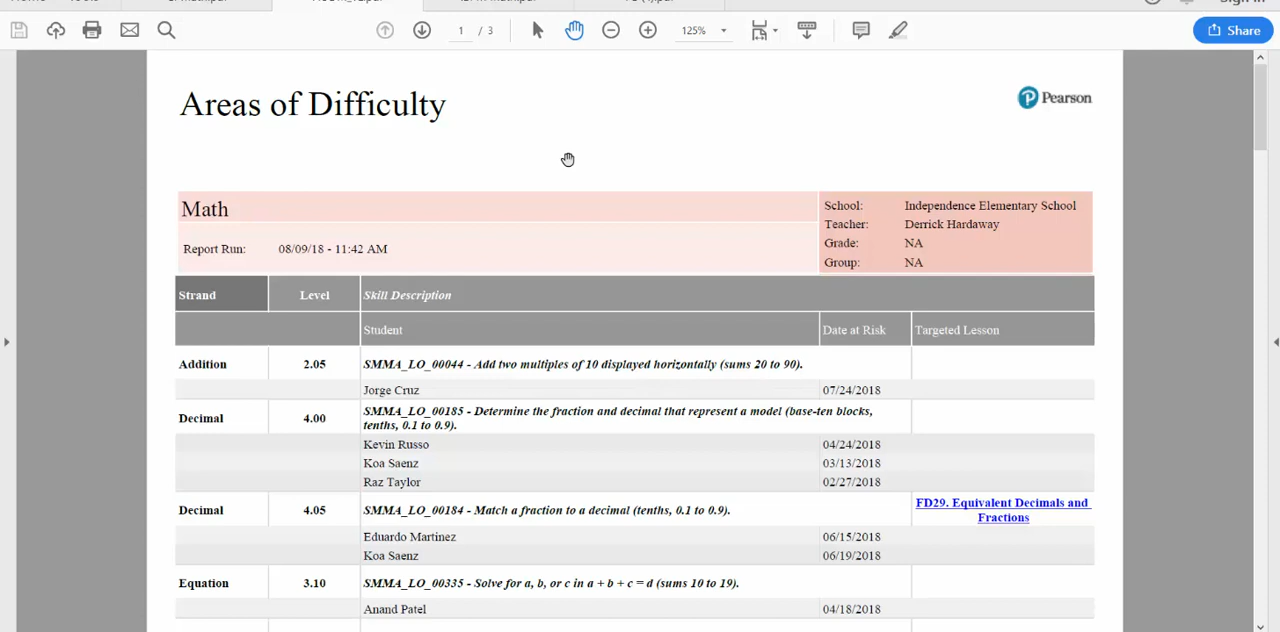 1 / 3
125%
Share
Areas of Difficulty
Pearson
Math
Report Run: 08/09/18 - 11:42 AM
School: Independence Elementary School
Teacher: Derrick Hardaway
Grade: NA
Group: NA
Strand Level Skill Description
Student Date at Risk Targeted Lesson
Addition 2.05 SMMA_LO_00044 - Add two multiples of 10 displayed horizontally (sums 20 to 90).
Jorge Cruz 07/24/2018
Decimal 4.00 SMMA_LO_00185 - Determine the fraction and decimal that represent a model (base-ten blocks,
tenths, 0.1 to 0.9).
Kevin Russo 04/24/2018
Koa Saenz 03/13/2018
Raz Taylor 02/27/2018
Decimal 4.05 SMMA_LO_00184 - Match a fraction to a decimal (tenths, 0.1 to 0.9). FD29. Equivalent Decimals and
Fractions
Eduardo Martinez 06/15/2018
Koa Saenz 06/19/2018
Equation 3.10 SMMA_LO_00335 - Solve for a, b, or c in a + b + c = d (sums 10 to 19).
Anand Patel 04/18/2018